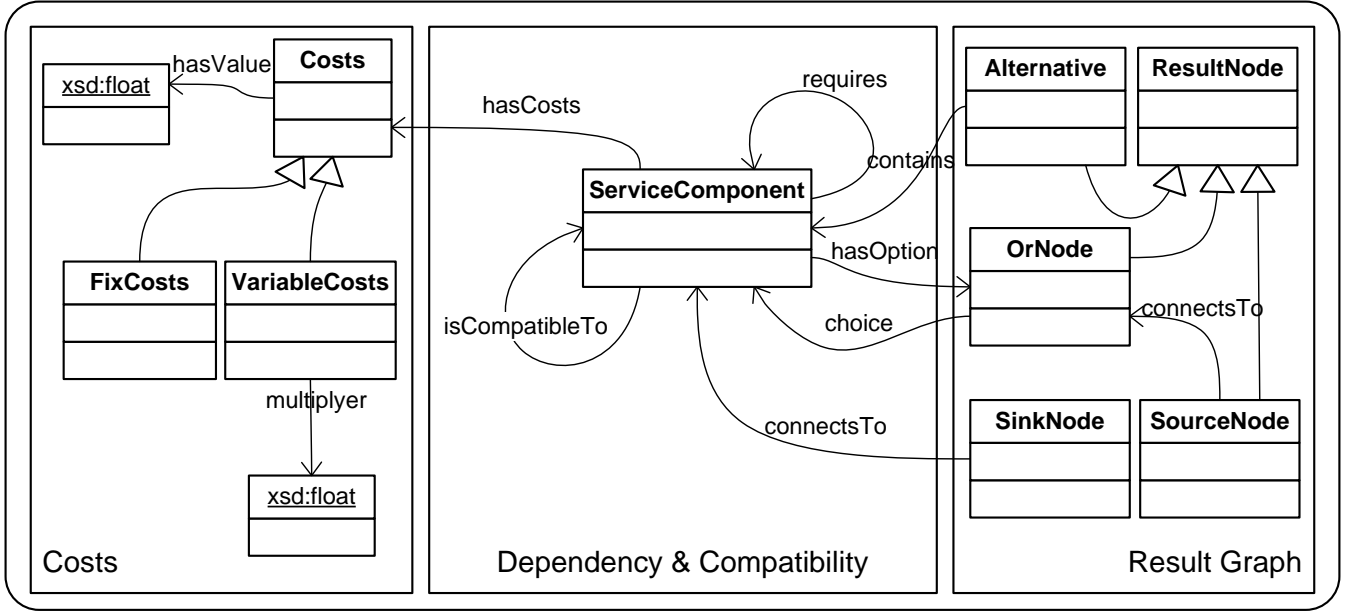 Costs
hasValue
xsd:float
FixCosts
VariableCosts
multiplyer
xsd:float
Costs
hasCosts
requires
contains
ServiceComponent
hasOption
isCompatibleTo
choice
connectsTo
Dependency & Compatibility
Alternative
ResultNode
OrNode
connectsTo
SinkNode
SourceNode
Result Graph